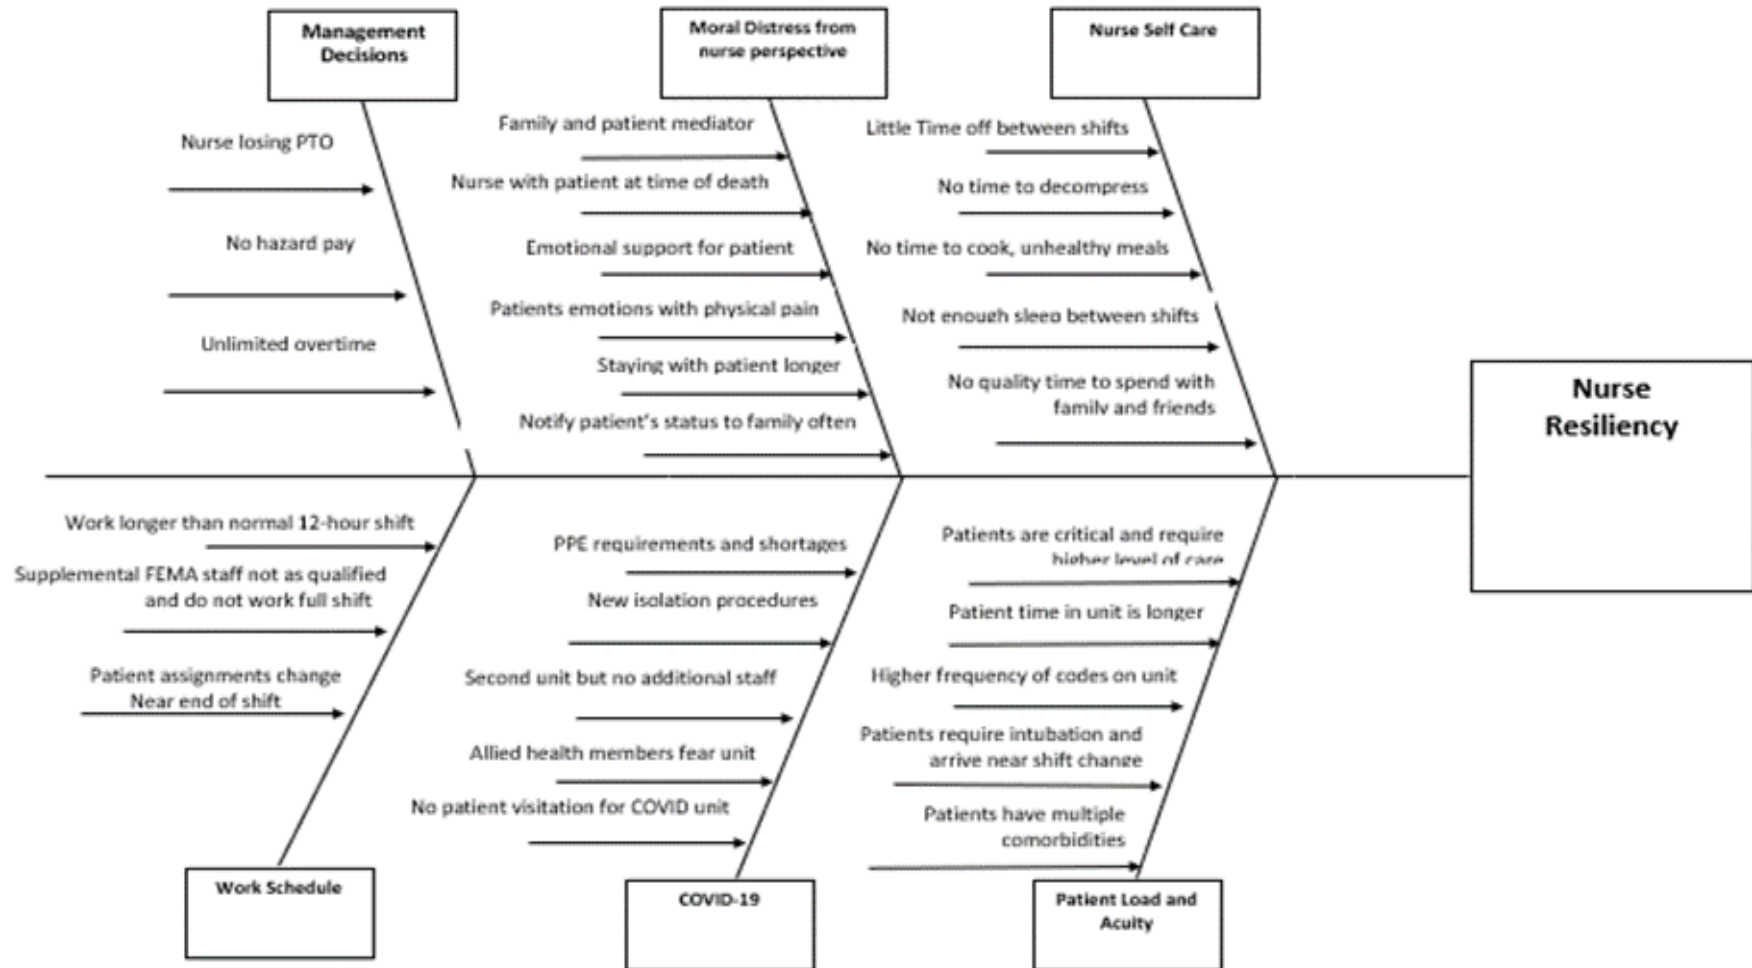 Management
Decisions
Nurse losing PTO
No hazard pay
Unlimited overtime
Moral Distress from
nurse perspective
Family and patient mediator
Nurse with patient at time of death
Emotional support for patient
Patients emotions with physical pain
Staying with patient longer
Notify patient's status to family often
Nurse Self Care
Little Time off between shifts
No time to decompress
No time to cook, unhealthy meals
Not enough sleep between shifts
No quality time to spend with
family and friends
Nurse
Resiliency
Work longer than normal 12-hour shift
Supplemental FEMA staff not as qualified
and do not work full shift
Patient assignments change
Near end of shift
Work Schedule
PPE requirements and shortages
New isolation procedures
Second unit but no additional staff
Allied health members fear unit
No patient visitation for COVID unit
COVID-19
Patients are critical and require
higher level of care
Patient time in unit is longer
Higher frequency of codes on unit
Patients require intubation and
arrive near shift change
Patients have multiple
comorbidities
Patient Load and
Acuity